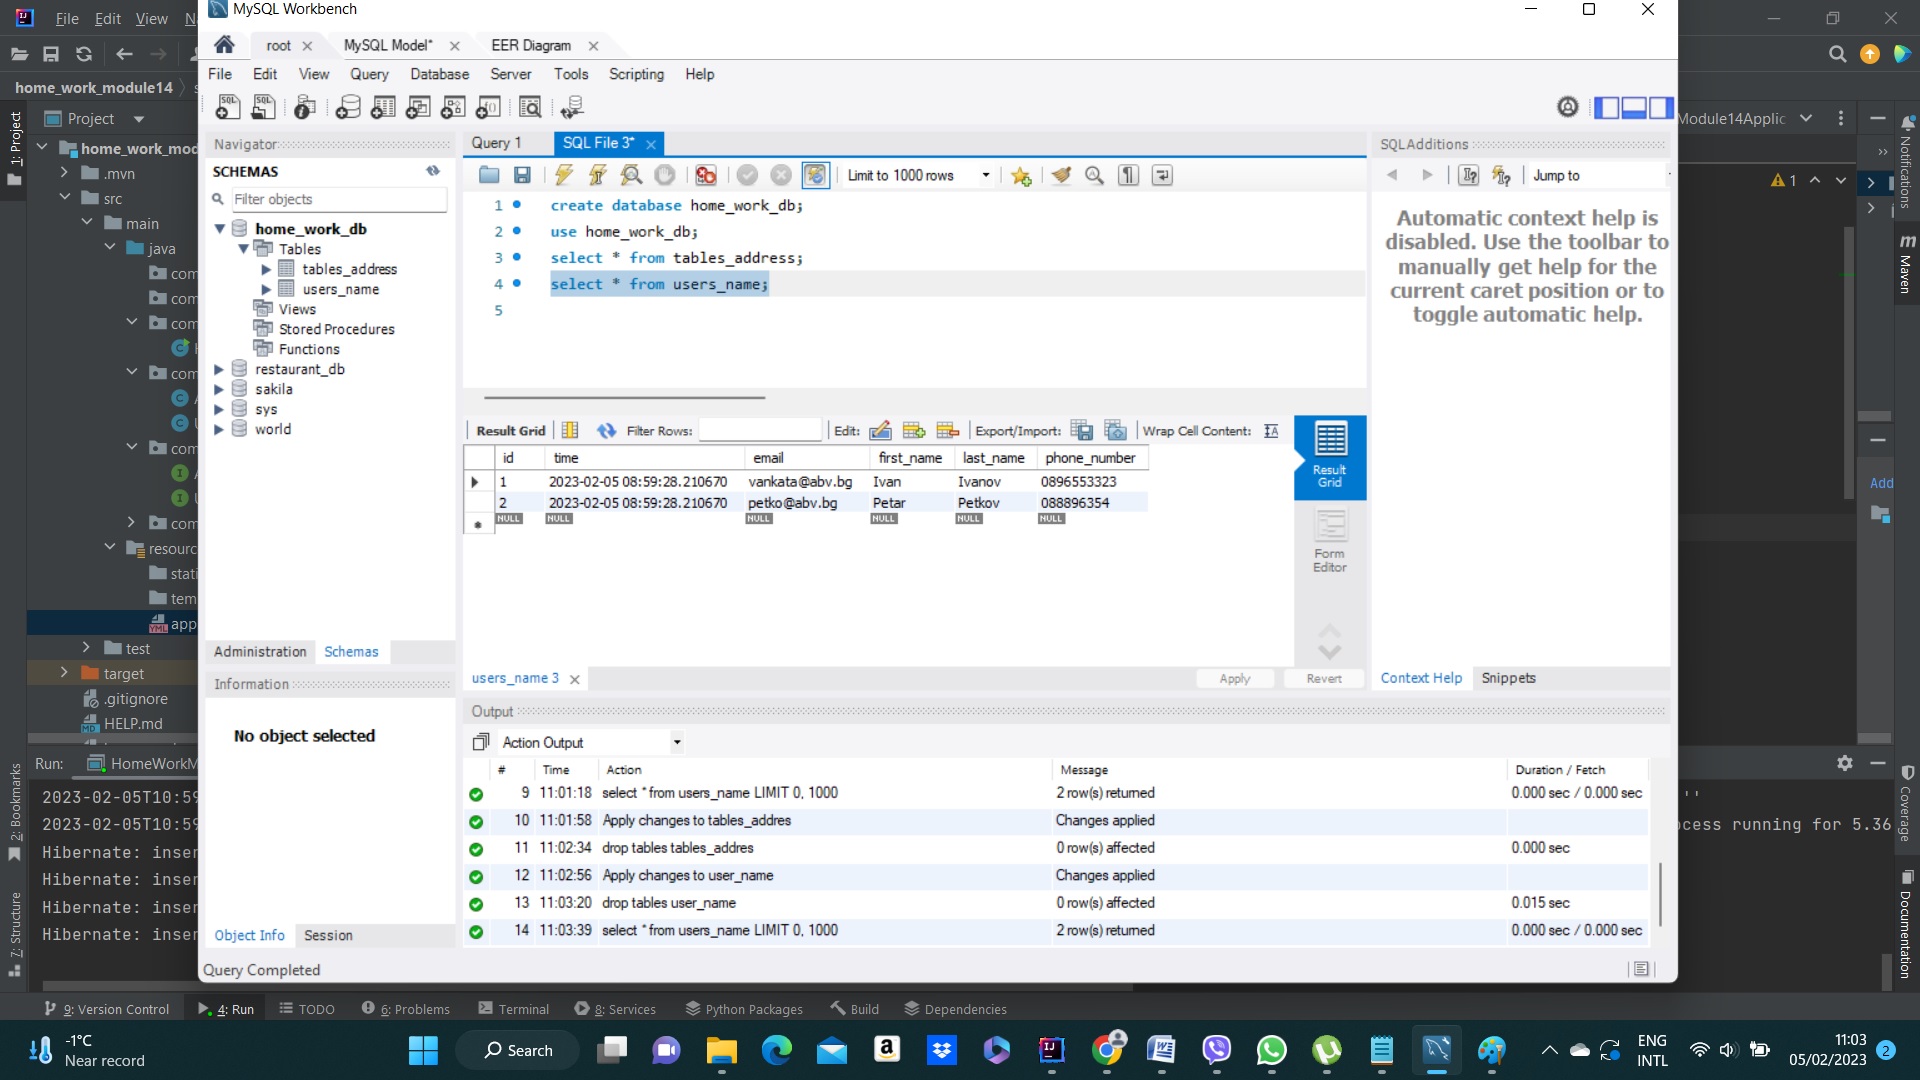 File Edit View N
MySQL Workbench
root
MySQL Model*
EER Diagram
File Edit View Query Database Server Tools Scripting Help
home_work_module14
Module14Applic
1: Project
Project
Notifications
Maven
home_work_mod
.mvn
src
main
java
com
com
com
com
com
com
resourc
stati
tem
app
test
target
.gitignore
HELP.md
1
Add
Navigator
SCHEMAS
Filter objects
home_work_db
Tables
tables_address
users_name
Views
Stored Procedures
Functions
restaurant_db
sakila
sys
world
Administration Schemas
Information
No object selected
Object Info Session
Query Completed
Query 1
SQL File 3*
Limit to 1000 rows
1 create database home_work_db;
2 use home_work_db;
3 select * from tables_address;
4 select * from users_name;
5
SQLAdditions
Jump to
Automatic context help is
disabled. Use the toolbar to
manually get help for the
current caret position or to
toggle automatic help.
Context Help Snippets
Result Grid Filter Rows: Edit: Export/Import: Wrap Cell Content:
Result
Grid
Form
Editor
id time email first_name last_name phone_number
1 2023-02-05 08:59:28.210670 vankata@abv.bg Ivan Ivanov 0896553323
2 2023-02-05 08:59:28.210670 petko@abv.bg Petar Petkov 088896354
NULL NULL NULL NULL NULL NULL
users_name 3
Apply Revert
Output
Action Output
# Time Action Message Duration / Fetch
9 11:01:18 select * from users_name LIMIT 0, 1000 2 row(s) returned 0.000 sec / 0.000 sec
10 11:01:58 Apply changes to tables_addres Changes applied
11 11:02:34 drop tables tables_addres 0 row(s) affected 0.000 sec
12 11:02:56 Apply changes to user_name Changes applied
13 11:03:20 drop tables user_name 0 row(s) affected 0.015 sec
14 11:03:39 select * from users_name LIMIT 0, 1000 2 row(s) returned 0.000 sec / 0.000 sec
Run: HomeWorkM
2023-02-05T10:59
2023-02-05T10:59
Hibernate: inser
Hibernate: inser
Hibernate: inser
Hibernate: inser
''
cess running for 5.36
2: Bookmarks
7: Structure
Coverage
Documentation
9: Version Control 4: Run TODO 6: Problems Terminal 8: Services Python Packages Build Dependencies
-1°C
Near record
Search
ENG
INTL
11:03
05/02/2023
2